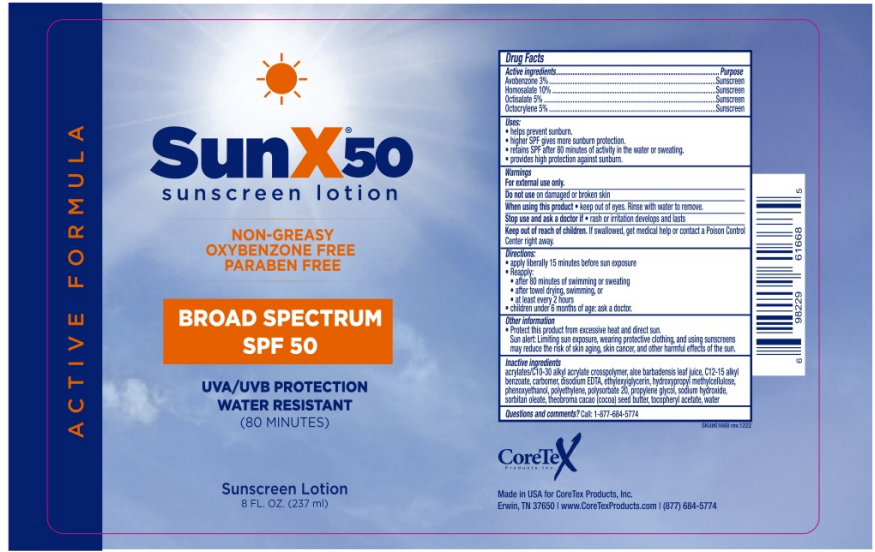 ACTIVE FORMULA
SunX®50
sunscreen lotion
NON-GREASY
OXYBENZONE FREE
PARABEN FREE
BROAD SPECTRUM
SPF 50
UVA/UVB PROTECTION
WATER RESISTANT
(80 MINUTES)
Sunscreen Lotion
8 FL. OZ. (237 ml)
Drug Facts
Active ingredients........Purpose
Avobenzone 3%........Sunscreen
Homosalate 10%........Sunscreen
Octisalate 5%........Sunscreen
Octocrylene 5%........Sunscreen
Uses:
• helps prevent sunburn.
• higher SPF gives more sunburn protection.
• retains SPF after 80 minutes of activity in the water or sweating.
• provides high protection against sunburn.
Warnings
For external use only.
Do not use on damaged or broken skin
When using this product • keep out of eyes. Rinse with water to remove.
Stop use and ask a doctor if • rash or irritation develops and lasts
Keep out of reach of children. If swallowed, get medical help or contact a Poison Control
Center right away.
Directions:
• apply liberally 15 minutes before sun exposure
• Reapply:
• after 80 minutes of swimming or sweating
• after towel drying, swimming, or
• at least every 2 hours
• children under 6 months of age: ask a doctor.
Other information
• Protect this product from excessive heat and direct sun.
Sun alert: Limiting sun exposure, wearing protective clothing, and using sunscreens
may reduce the risk of skin aging, skin cancer, and other harmful effects of the sun.
Inactive ingredients
acrylates/C10-30 alkyl acrylate crosspolymer, aloe barbadensis leaf juice, C12-15 alkyl
benzoate, carbomer, disodium EDTA, ethylexylglycerin, hydroxypropyl methylcellulose,
phenoxyethanol, polyethylene, polysorbate 20, propylene glycol, sodium hydroxide,
sorbitan oleate, theobroma cacao (cocoa) seed butter, tocopheryl acetate, water
Questions and comments? Call: 1-877-684-5774
SKU#61668 rev.1222
CoreTeX
Products Inc.
Made in USA for CoreTex Products, Inc.
Erwin, TN 37650 | www.CoreTexProducts.com | (877) 684-5774
6 98229 61668 5